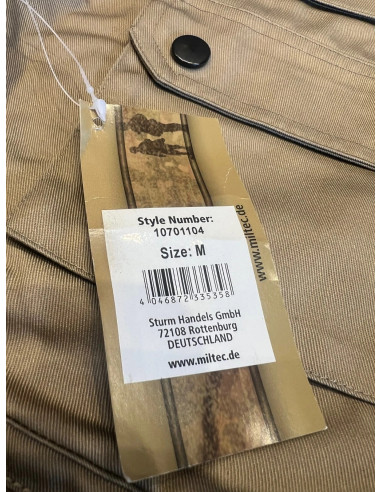 Style Number:
10701104
Size: M
4 046872 335358
Sturm Handels GmbH
72108 Rottenburg
DEUTSCHLAND
www.miltec.de
www.miltec.de